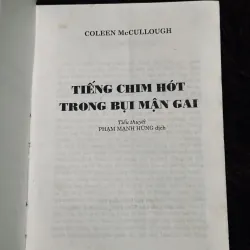 COLEEN McCULLOUGH
TIẾNG CHIM HÓT
TRONG BỤI MẬN GAI
Tiểu thuyết
PHẠM MẠNH HÙNG dịch